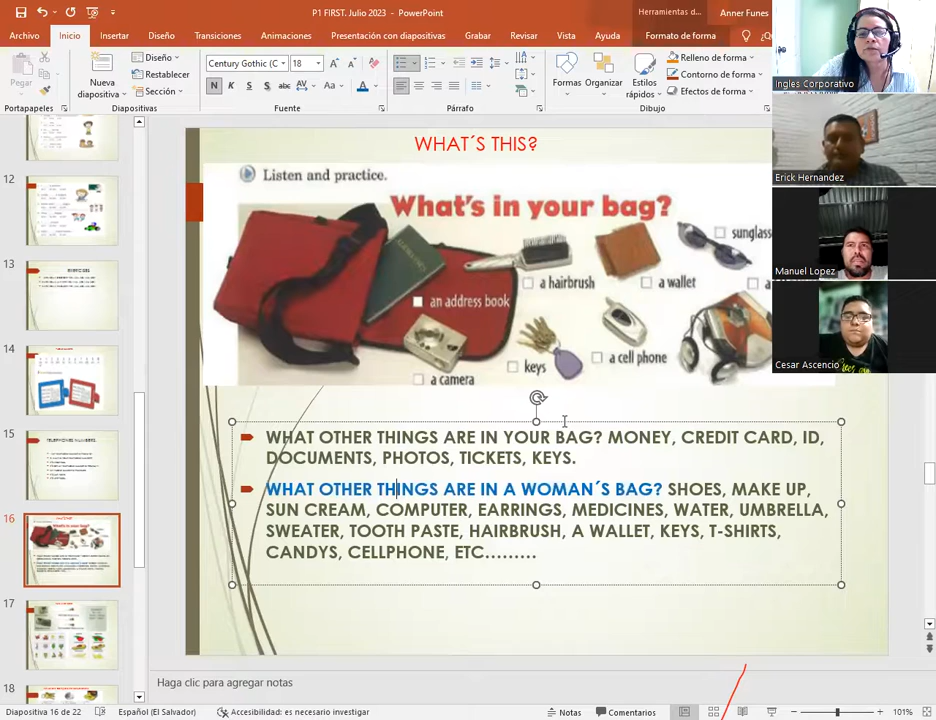 P1 FIRST. Julio 2023 - PowerPoint
Herramientas d...
Anner Funes
Archivo
Inicio
Insertar
Diseño
Transiciones
Animaciones
Presentación con diapositivas
Grabar
Revisar
Vista
Ayuda
Formato de forma
Pegar
Nueva
diapositiva
Diseño
Restablecer
Sección
Century Gothic (C
18
N
K
S
abc
AV
Aa
A
Formas
Organizar
Estilos
rápidos
Relleno de forma
Contorno de forma
Efectos de forma
Portapapeles
Diapositivas
Fuente
Párrafo
Dibujo
Ingles Corporativo
Erick Hernandez
Manuel Lopez
Cesar Ascencio
12
13
14
15
16
17
18
WHAT´S THIS?
Listen and practice.
What's in your bag?
sunglass
a hairbrush
a wallet
an address book
a cell phone
keys
a camera
WHAT OTHER THINGS ARE IN YOUR BAG? MONEY, CREDIT CARD, ID,
DOCUMENTS, PHOTOS, TICKETS, KEYS.
WHAT OTHER THINGS ARE IN A WOMAN´S BAG? SHOES, MAKE UP,
SUN CREAM, COMPUTER, EARRINGS, MEDICINES, WATER, UMBRELLA,
SWEATER, TOOTH PASTE, HAIRBRUSH, A WALLET, KEYS, T-SHIRTS,
CANDYS, CELLPHONE, ETC.........
Haga clic para agregar notas
Diapositiva 16 de 22
Español (El Salvador)
Accesibilidad: es necesario investigar
Notas
Comentarios
101%